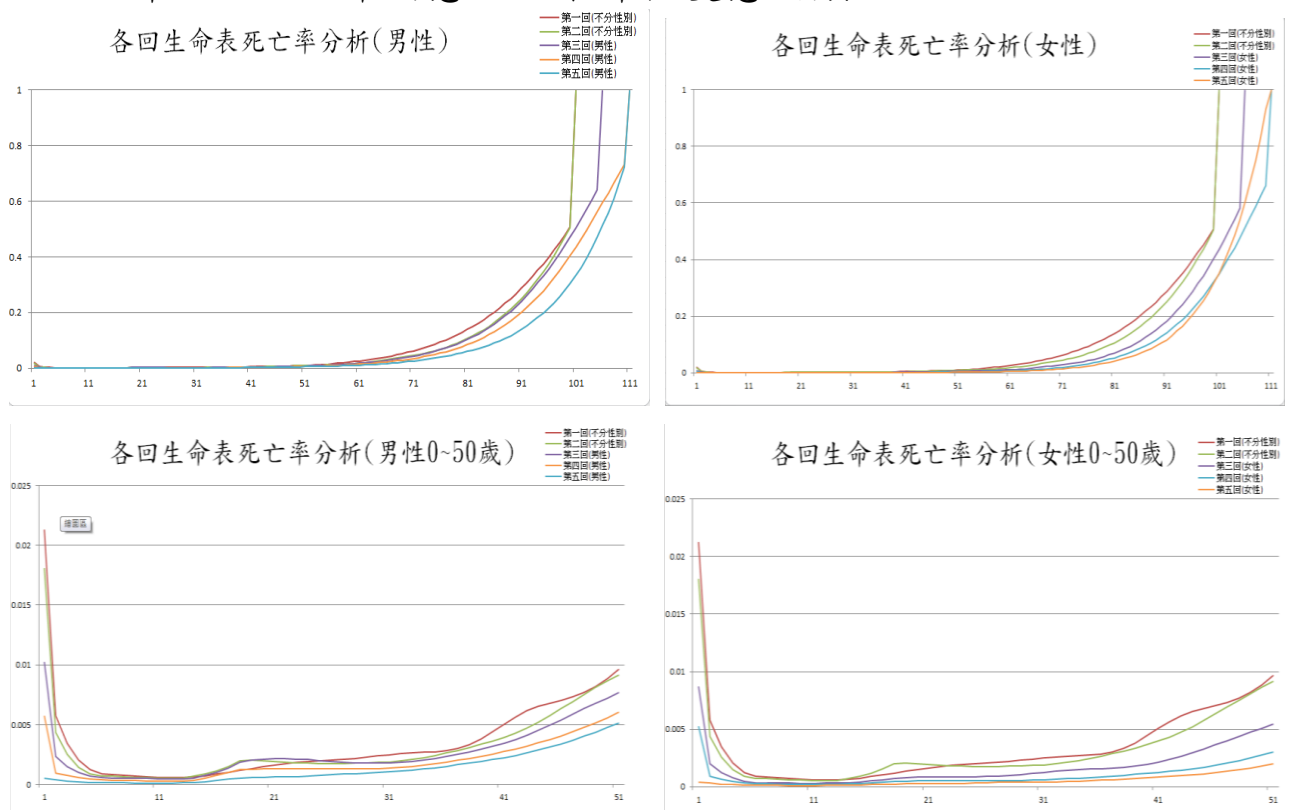 各回生命表死亡率分析(男性)
第一回(不分性別)
第二回(不分性別)
第三回(男性)
第四回(男性)
第五回(男性)
1
0.8
0.6
0.4
0.2
0
1 11 21 31 41 51 61 71 81 91 101 111
各回生命表死亡率分析(女性)
第一回(不分性別)
第二回(不分性別)
第三回(女性)
第四回(女性)
第五回(女性)
1
0.8
0.6
0.4
0.2
0
1 11 21 31 41 51 61 71 81 91 101 111
各回生命表死亡率分析(男性0~50歲)
第一回(不分性別)
第二回(不分性別)
第三回(男性)
第四回(男性)
第五回(男性)
0.025
繪圖區
0.02
0.015
0.01
0.005
0
1 11 21 31 41 51
各回生命表死亡率分析(女性0~50歲)
第一回(不分性別)
第二回(不分性別)
第三回(女性)
第四回(女性)
第五回(女性)
0.025
0.02
0.015
0.01
0.005
0
1 11 21 31 41 51